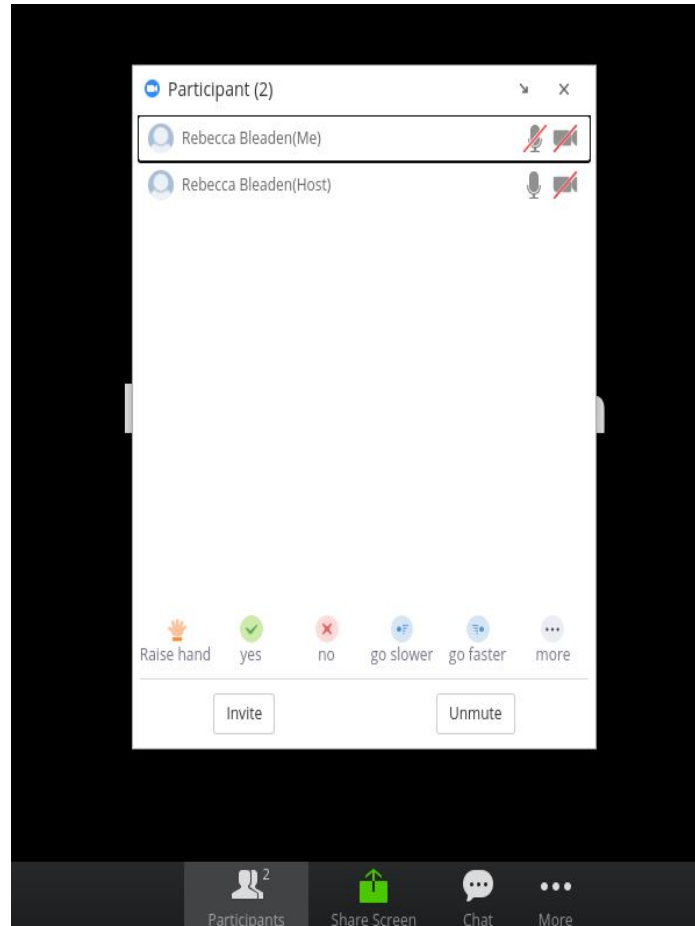 Participant (2)
Rebecca Bleaden(Me)
Rebecca Bleaden(Host)
Raise hand yes no go slower go faster more
Invite Unmute
2
Participants Share Screen Chat More